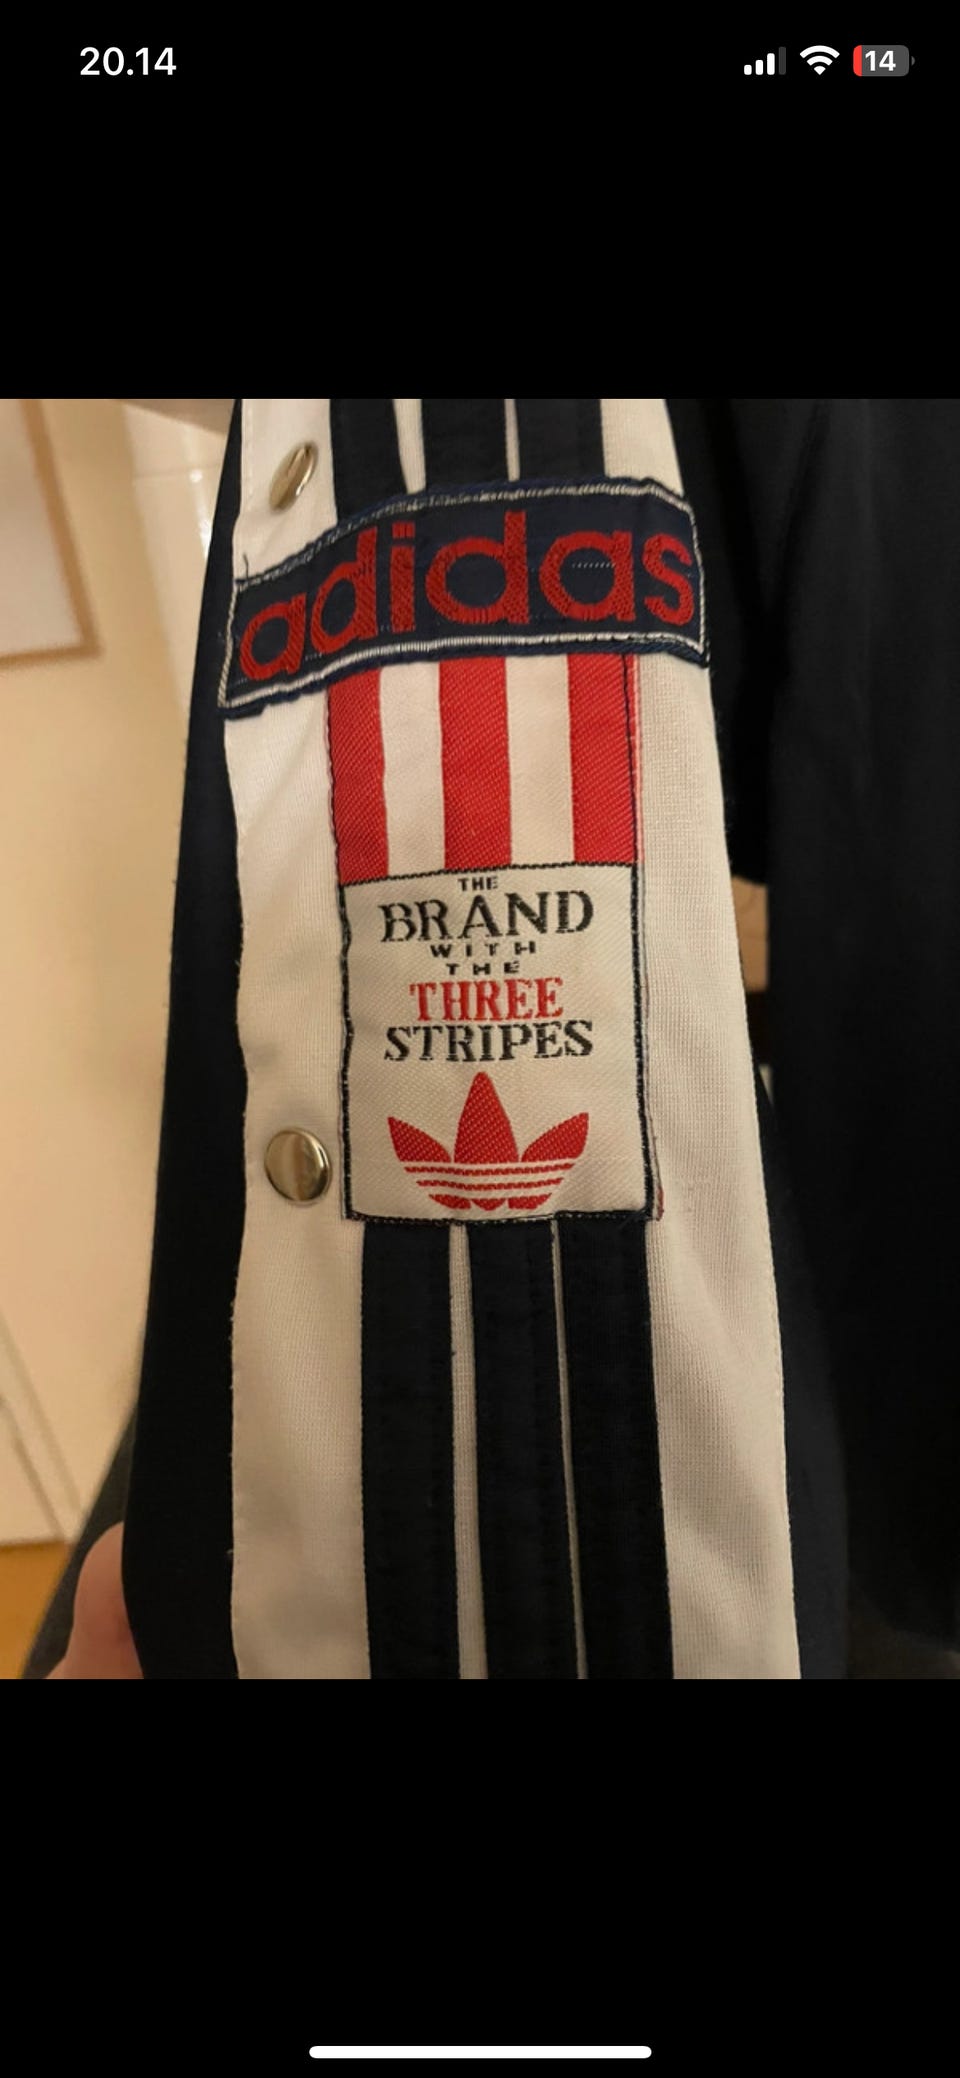 20.14
14
adidas
THE
BRAND
WITH
THE
THREE
STRIPES